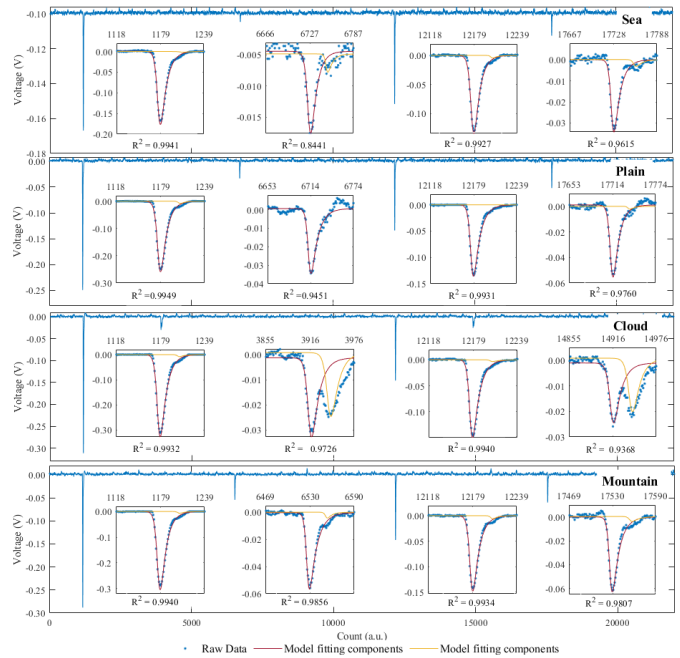 -0.10
1118 1179 1239 6666 6727 6787 12118 12179 12239 17667 17728 17788
Sea
0.00 -0.05 -0.10 -0.15 -0.20
-0.005 -0.015
0.00 -0.05 -0.10
0.00 -0.01 -0.03
-0.12
-0.14
-0.16
-0.18
Voltage (V)
R² = 0.9941 R² = 0.8441 R² = 0.9927 R² = 0.9615
0.00
Plain
1118 1179 1239 6653 6714 6774 12118 12179 12239 17653 17714 17774
-0.05
-0.10
-0.15
-0.20
-0.25
Voltage (V)
0.00 -0.10 -0.20 -0.30
0.00 -0.01 -0.02 -0.03 -0.04
0.00 -0.05 -0.10 -0.15
0.00 -0.02 -0.04 -0.06
R² =0.9949 R² =0.9451 R² = 0.9931 R² = 0.9760
0.00
Cloud
1118 1179 1239 3855 3916 3976 12118 12179 12239 14855 14916 14976
-0.05
-0.10
-0.15
-0.20
-0.25
-0.30
Voltage (V)
0.00 -0.10 -0.20 -0.30
0.00 -0.01 -0.02 -0.03
0.00 -0.05 -0.10 -0.15
0.00 -0.01 -0.02 -0.03
R² = 0.9932 R² = 0.9726 R² = 0.9940 R² = 0.9368
0.00
Mountain
1118 1179 1239 6469 6530 6590 12118 12179 12239 17469 17530 17590
-0.05
-0.10
-0.15
-0.20
-0.25
-0.30
Voltage (V)
0.00 -0.10 -0.20 -0.30
0.00 -0.02 -0.04 -0.06
0.00 -0.05 -0.10 -0.15
0.00 -0.02 -0.04 -0.06
R² = 0.9940 R² = 0.9856 R² = 0.9934 R² = 0.9807
0 5000 10000 15000 20000
Count (a.u.)
Raw Data Model fitting components Model fitting components